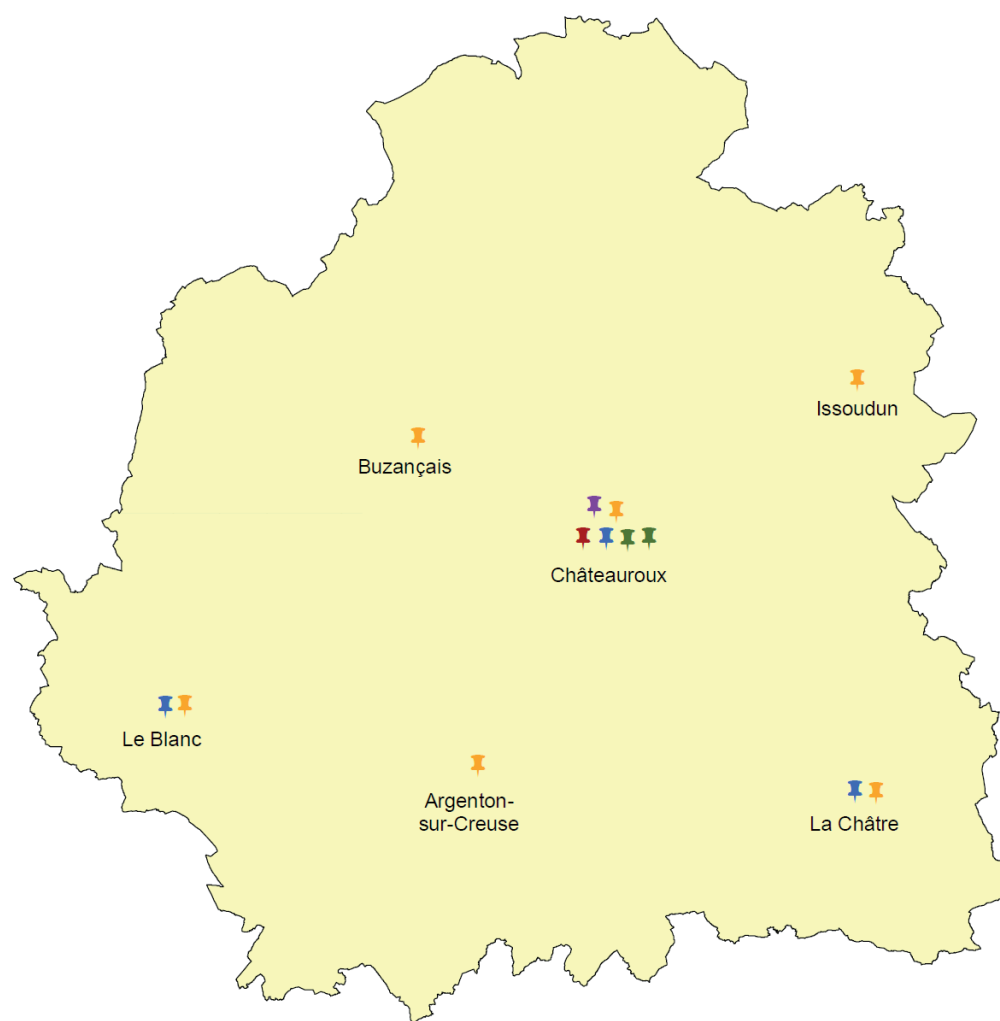 Issoudun
Buzançais
Châteauroux
Le Blanc
Argenton-
sur-Creuse
La Châtre